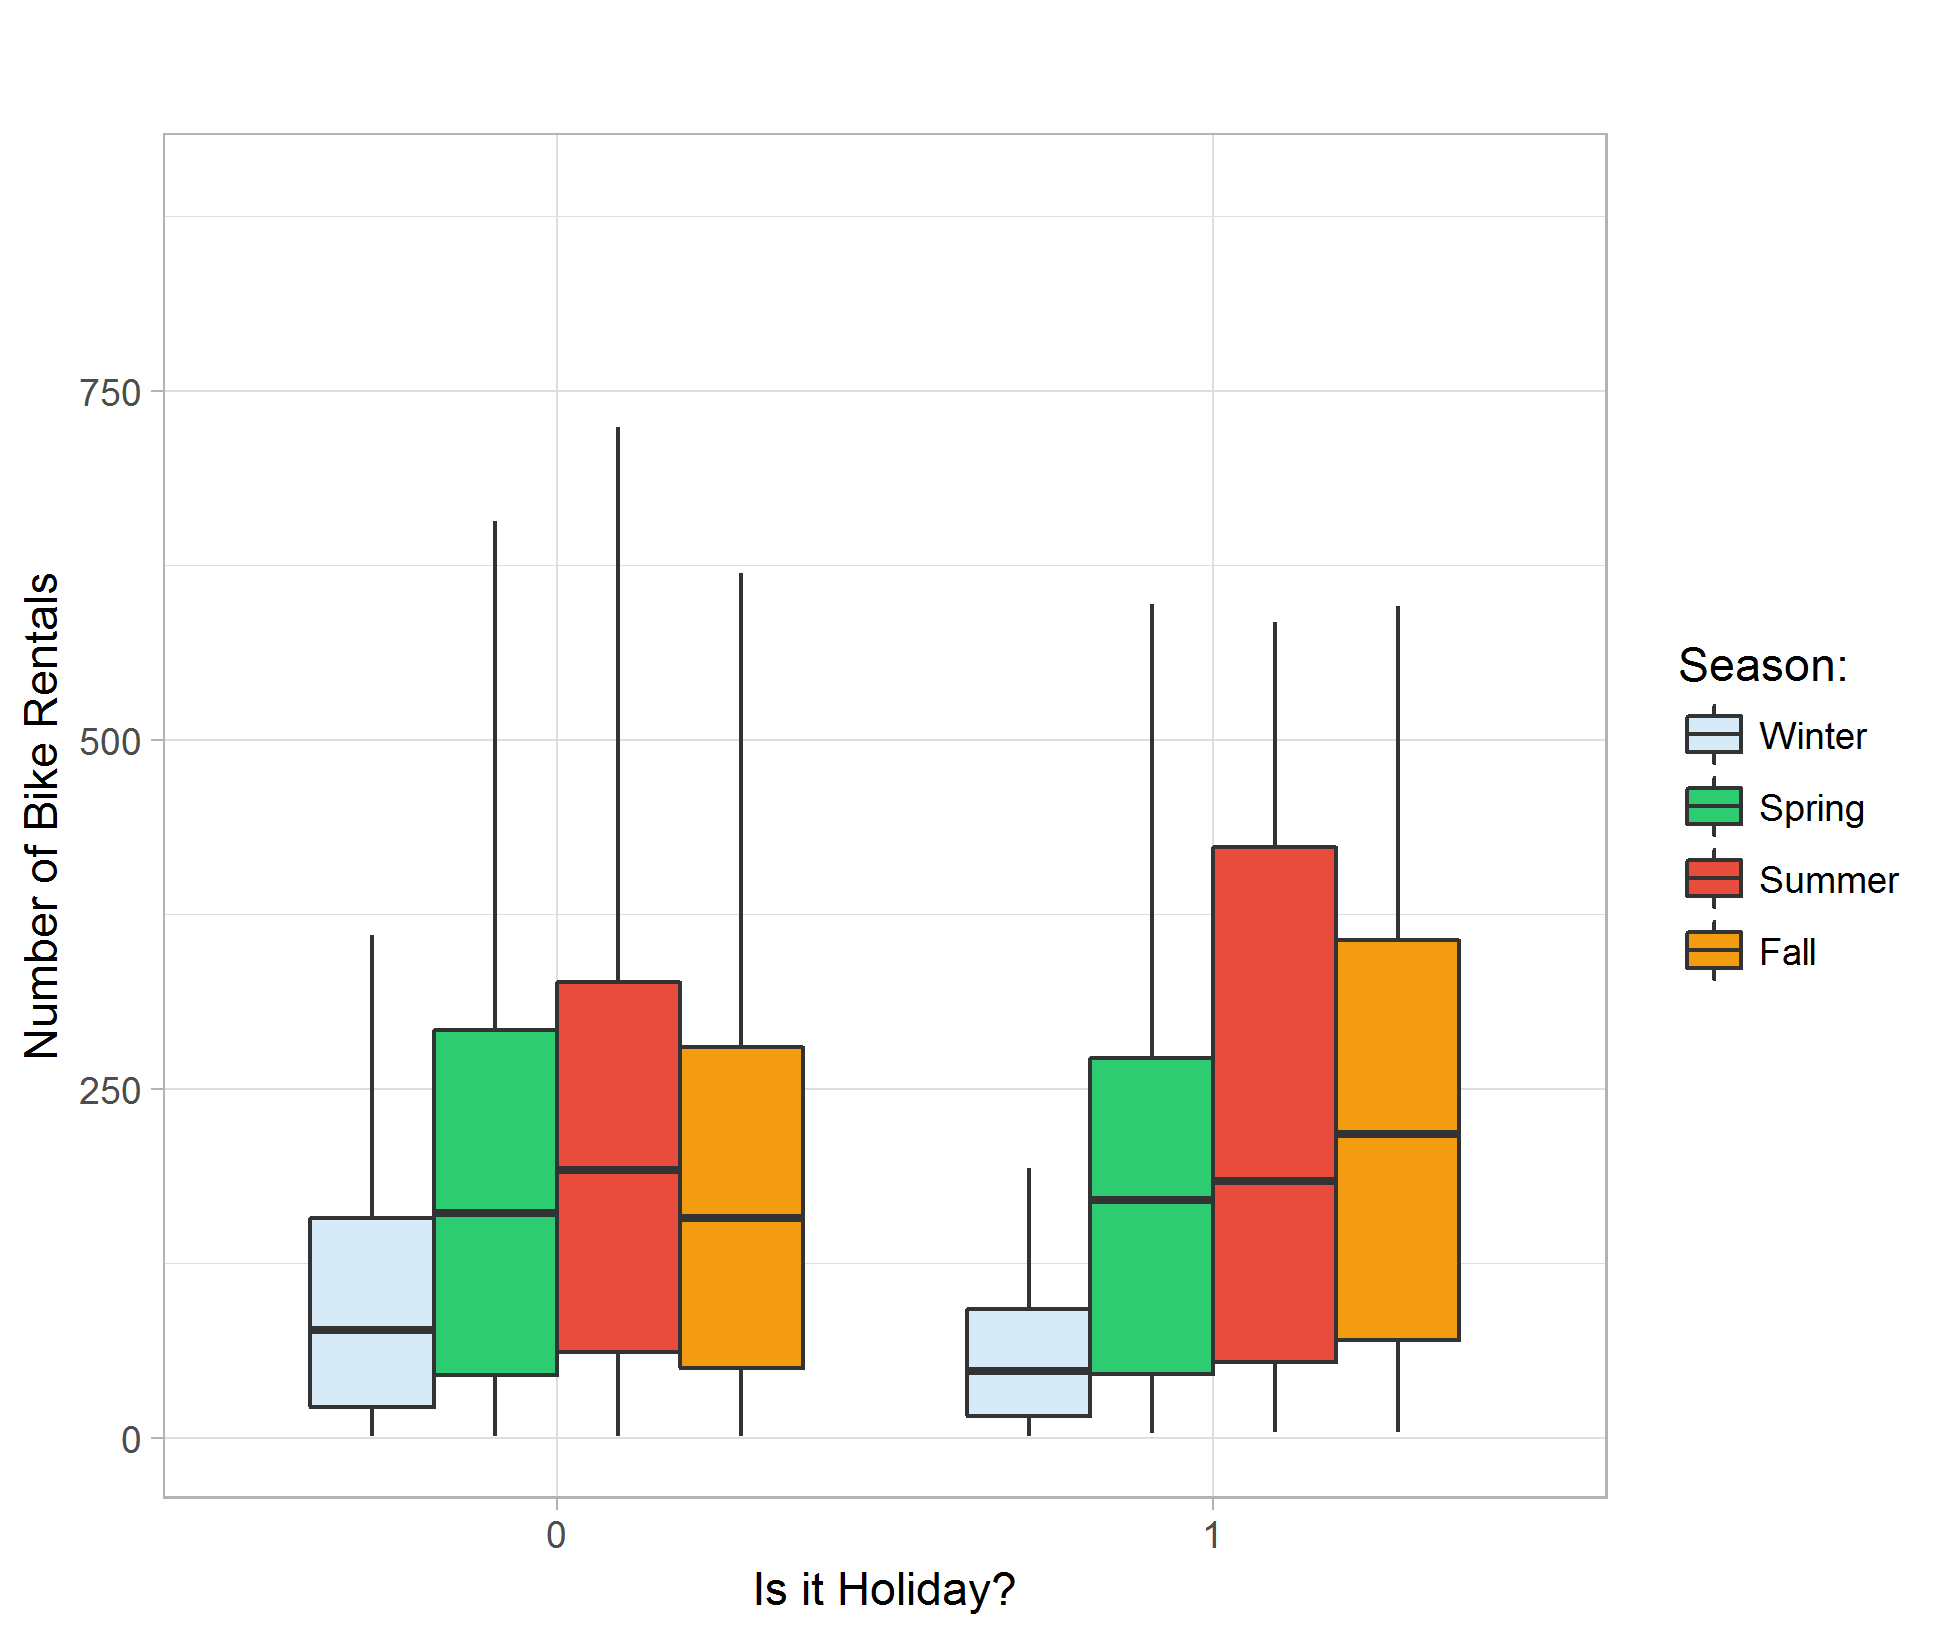 Number of Bike Rentals
750
500
250
0
0
1
Is it Holiday?
Season:
Winter
Spring
Summer
Fall